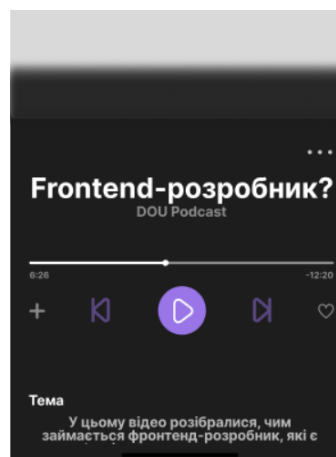 Frontend-розробник?
DOU Podcast
6:26
-12:20
Тема
У цьому відео розібралися, чим
займається фронтенд-розробник, які є